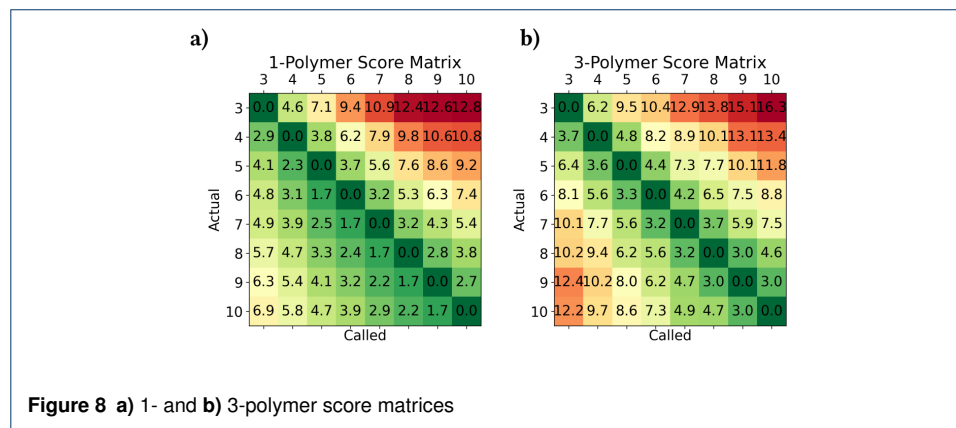 a)
1-Polymer Score Matrix
3 4 5 6 7 8 9 10
3 0.0 4.6 7.1 9.4 10.9 12.4 12.6 12.8
4 2.9 0.0 3.8 6.2 7.9 9.8 10.6 10.8
5 4.1 2.3 0.0 3.7 5.6 7.6 8.6 9.2
6 4.8 3.1 1.7 0.0 3.2 5.3 6.3 7.4
7 4.9 3.9 2.5 1.7 0.0 3.2 4.3 5.4
8 5.7 4.7 3.3 2.4 1.7 0.0 2.8 3.8
9 6.3 5.4 4.1 3.2 2.2 1.7 0.0 2.7
10 6.9 5.8 4.7 3.9 2.9 2.2 1.7 0.0
Actual
Called
b)
3-Polymer Score Matrix
3 4 5 6 7 8 9 10
3 0.0 6.2 9.5 10.4 12.9 13.8 15.1 16.3
4 3.7 0.0 4.8 8.2 8.9 10.1 13.1 13.4
5 6.4 3.6 0.0 4.4 7.3 7.7 10.1 11.8
6 8.1 5.6 3.3 0.0 4.2 6.5 7.5 8.8
7 10.1 7.7 5.6 3.2 0.0 3.7 5.9 7.5
8 10.2 9.4 6.2 5.6 3.2 0.0 3.0 4.6
9 12.4 10.2 8.0 6.2 4.7 3.0 0.0 3.0
10 12.2 9.7 8.6 7.3 4.9 4.7 3.0 0.0
Actual
Called
Figure 8 a) 1- and b) 3-polymer score matrices